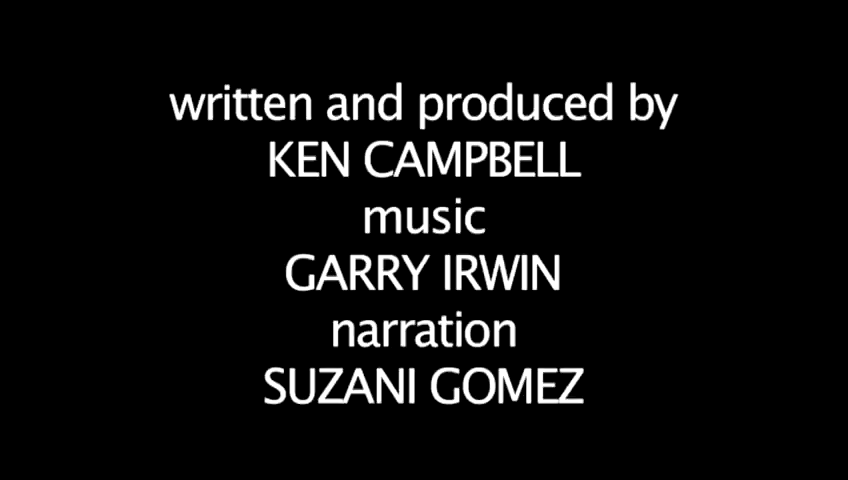 written and produced by
KEN CAMPBELL
music
GARRY IRWIN
narration
SUZANI GOMEZ